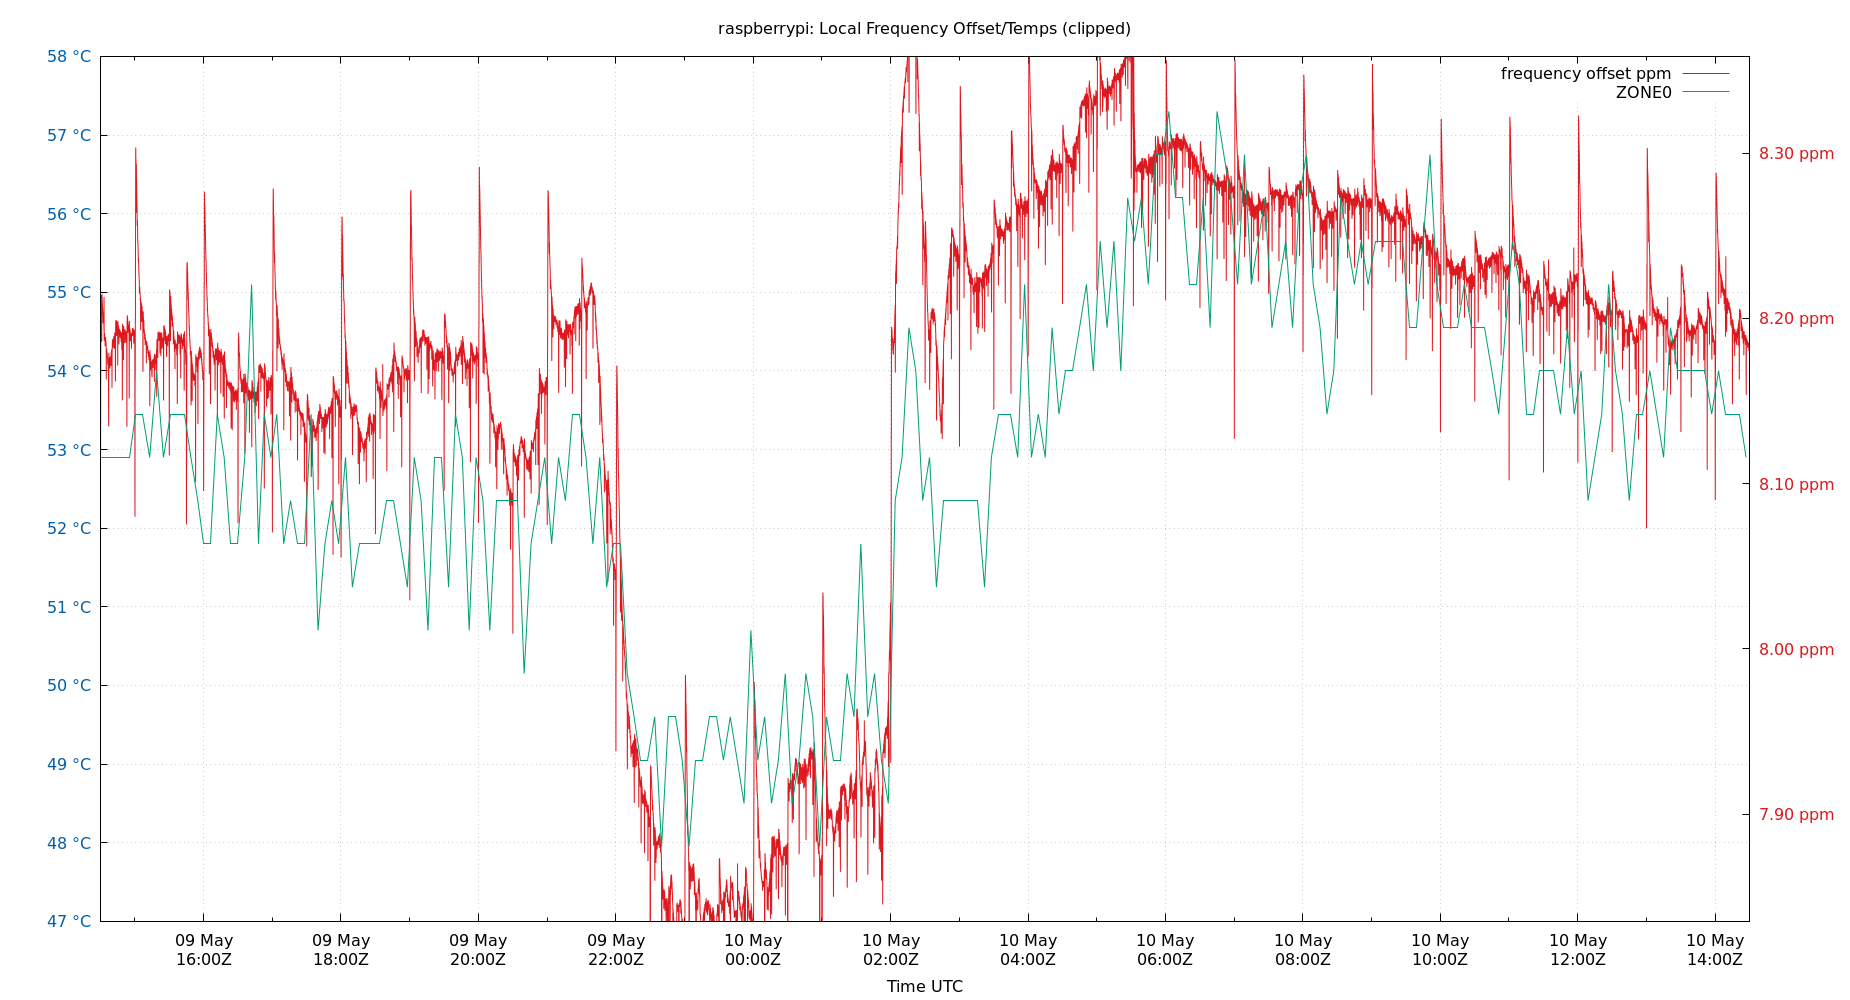 raspberrypi: Local Frequency Offset/Temps (clipped)
58 °C
57 °C
56 °C
55 °C
54 °C
53 °C
52 °C
51 °C
50 °C
49 °C
48 °C
47 °C
frequency offset ppm
ZONE0
8.30 ppm
8.20 ppm
8.10 ppm
8.00 ppm
7.90 ppm
09 May
16:00Z
09 May
18:00Z
09 May
20:00Z
09 May
22:00Z
10 May
00:00Z
10 May
02:00Z
10 May
04:00Z
10 May
06:00Z
10 May
08:00Z
10 May
10:00Z
10 May
12:00Z
10 May
14:00Z
Time UTC